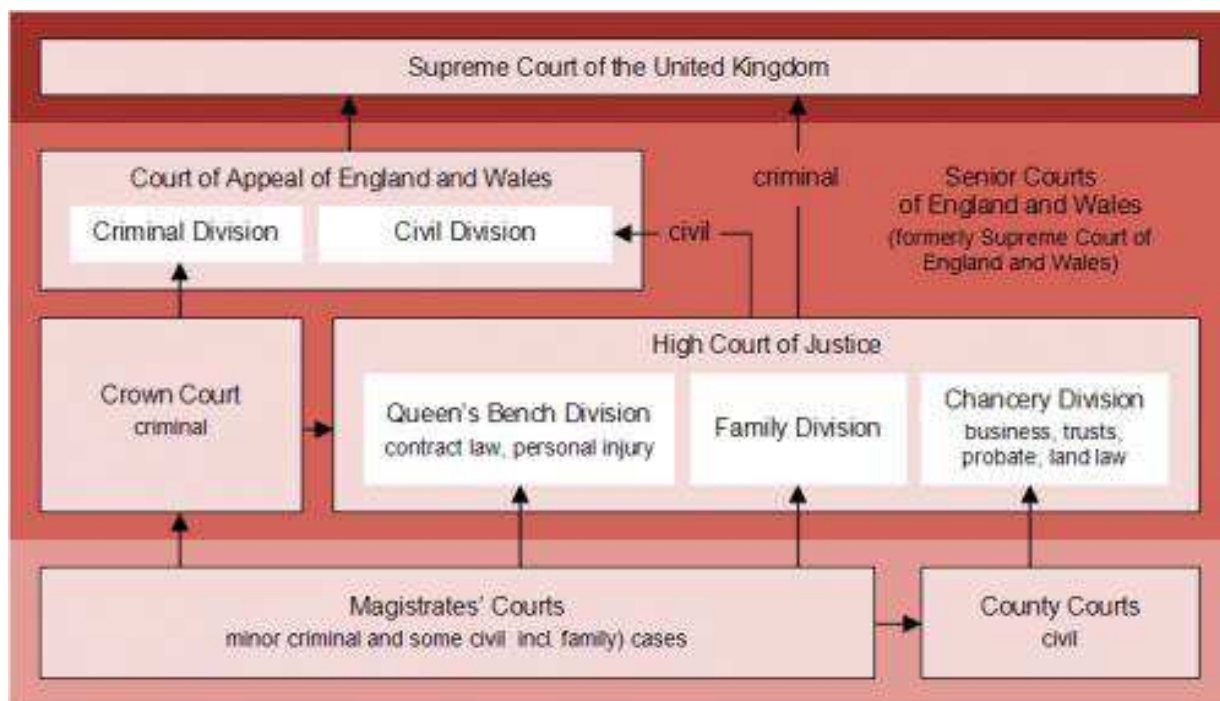 Supreme Court of the United Kingdom
Court of Appeal of England and Wales
Criminal Division
Civil Division
civil
criminal
Senior Courts
of England and Wales
(formerly Supreme Court of
England and Wales)
Crown Court
criminal
High Court of Justice
Queen's Bench Division
contract law, personal injury
Family Division
Chancery Division
business, trusts,
probate, land law
Magistrates' Courts
minor criminal and some civil incl. family) cases
County Courts
civil